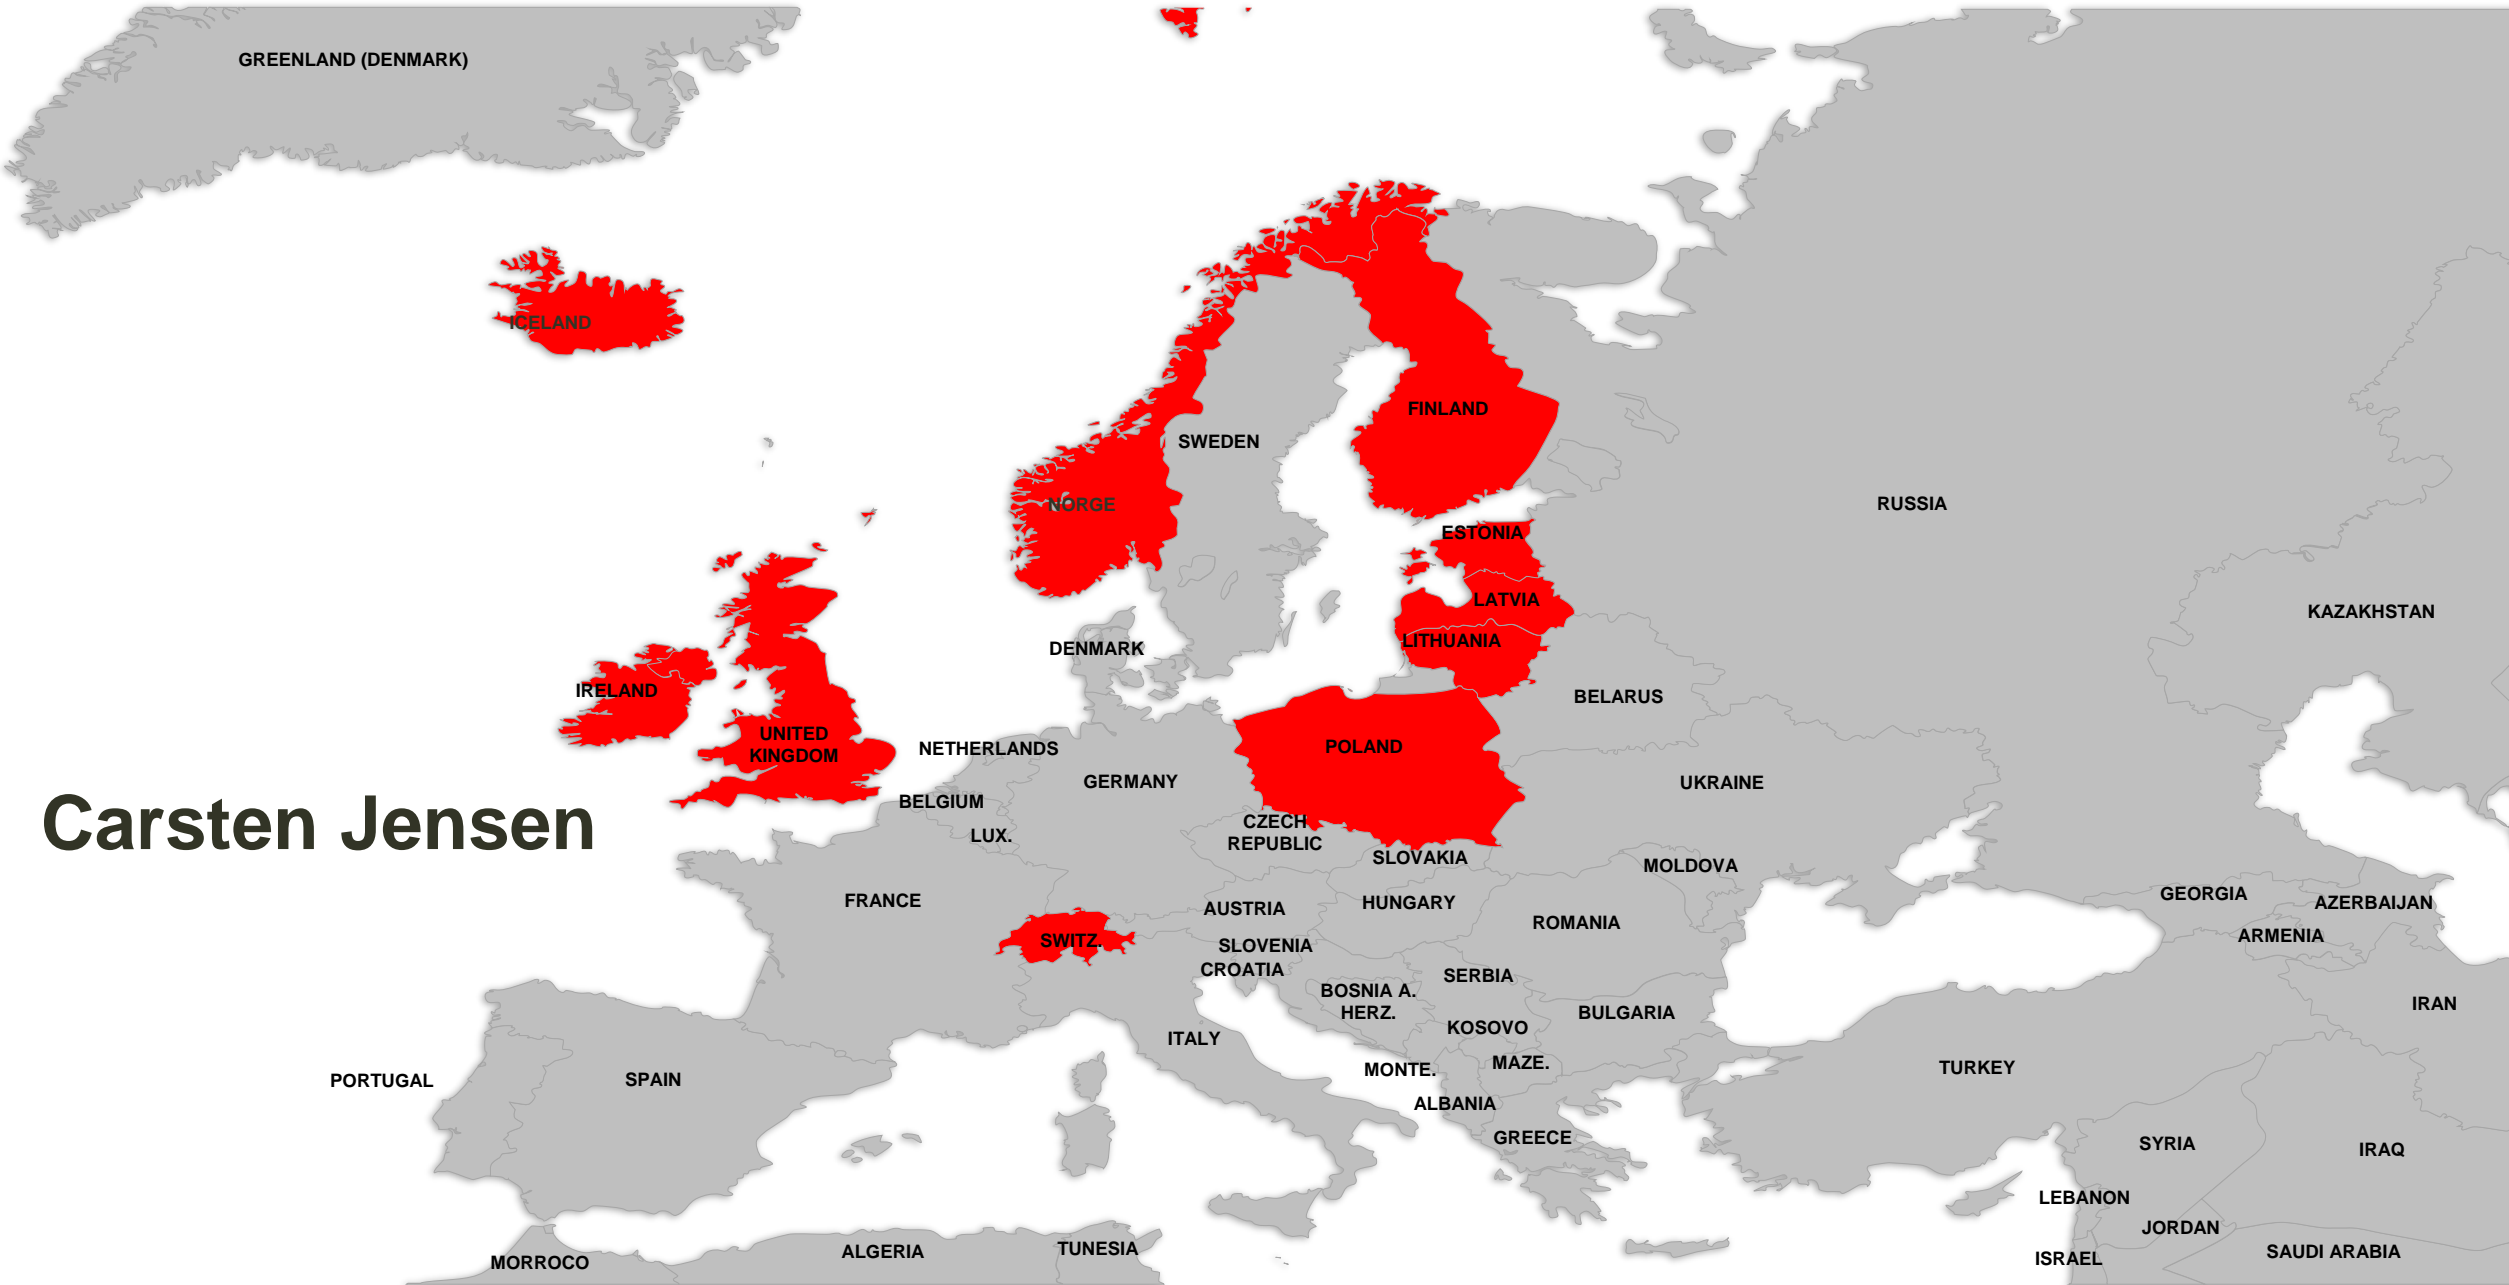 GREENLAND (DENMARK)
ICELAND
FINLAND
SWEDEN
NORGE
RUSSIA
ESTONIA
LATVIA
KAZAKHSTAN
LITHUANIA
DENMARK
IRELAND
BELARUS
UNITED
KINGDOM
NETHERLANDS
POLAND
GERMANY
UKRAINE
BELGIUM
Carsten Jensen
CZECH
REPUBLIC
LUX.
SLOVAKIA
MOLDOVA
FRANCE
GEORGIA
AZERBAIJAN
AUSTRIA
HUNGARY
ROMANIA
ARMENIA
SWITZ.
SLOVENIA
CROATIA
SERBIA
BOSNIA A.
HERZ.
IRAN
BULGARIA
KOSOVO
ITALY
MONTE.
MAZE.
TURKEY
PORTUGAL
SPAIN
ALBANIA
GREECE
SYRIA
IRAQ
LEBANON
JORDAN
MORROCO
ALGERIA
TUNESIA
ISRAEL
SAUDI ARABIA